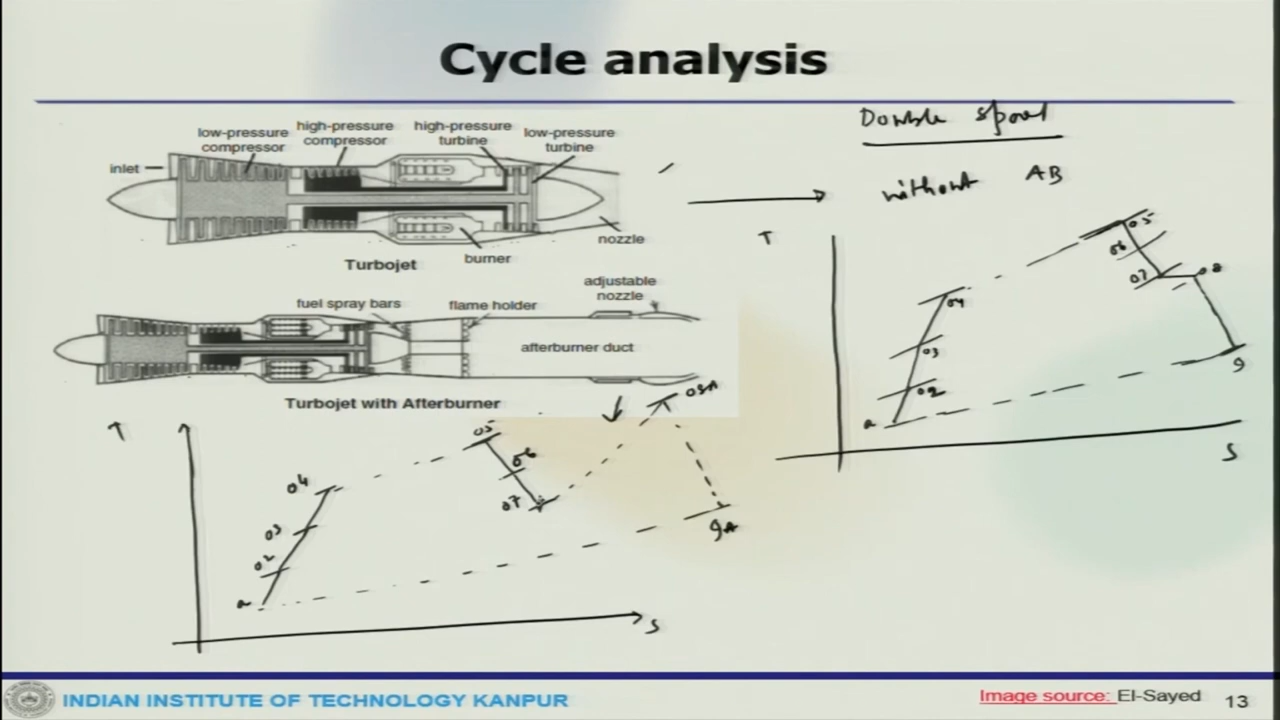 Cycle analysis
Double spool
without AB
low-pressure compressor
high-pressure compressor
high-pressure turbine
low-pressure turbine
inlet
nozzle
burner
Turbojet
fuel spray bars
flame holder
adjustable nozzle
afterburner duct
Turbojet with Afterburner
T
a
02
03
04
05
06
07
08
9
S
T
a
02
03
04
05
06
07
08A
9A
S
INDIAN INSTITUTE OF TECHNOLOGY KANPUR
Image source: El-Sayed
13